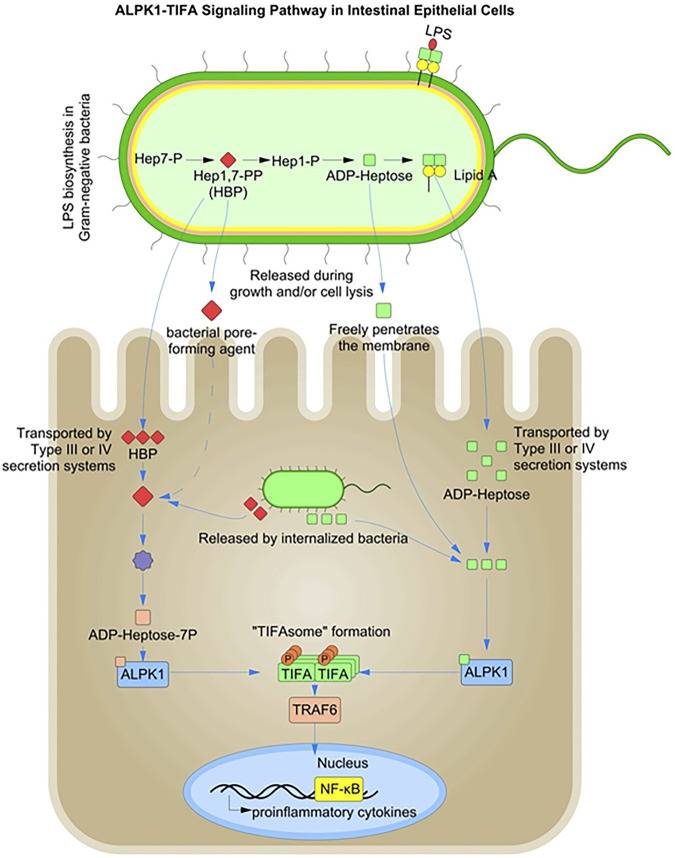 ALPK1-TIFA Signaling Pathway in Intestinal Epithelial Cells
LPS
LPS biosynthesis in
Gram-negative bacteria
Hep7-P
Hep1,7-PP
(HBP)
Hep1-P
ADP-Heptose
Lipid A
Released during
growth and/or cell lysis
bacterial pore-
forming agent
Freely penetrates
the membrane
Transported by
Type III or IV
secretion systems
HBP
Transported by
Type III or IV
secretion systems
ADP-Heptose
Released by internalized bacteria
ADP-Heptose-7P
"TIFAsome" formation
ALPK1
P P
TIFA TIFA
ALPK1
TRAF6
Nucleus
NF-κB
proinflammatory cytokines